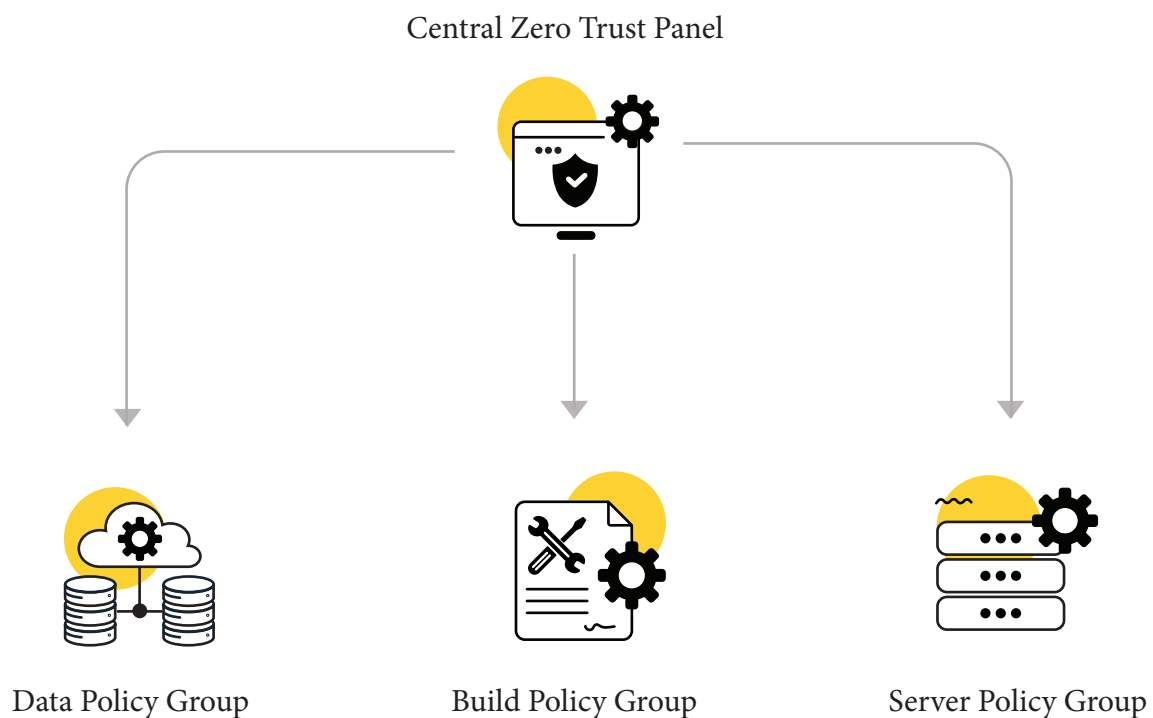 Central Zero Trust Panel
Data Policy Group
Build Policy Group
Server Policy Group